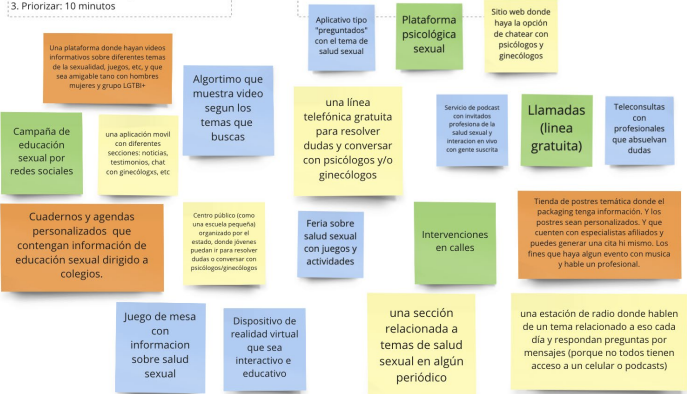 3. Priorizar: 10 minutos
Aplicativo tipo
"preguntados"
con el tema de
salud sexual
Plataforma
psicológica
sexual
Sitio web donde
haya la opción
de chatear con
psicólogos y
ginecólogos
Una plataforma donde hayan videos
informativos sobre diferentes temas
de la sexualidad, juegos, etc, y que
sea amigable tano con hombres
mujeres y grupo LGTBI+
Algortimo que
muestra video
segun los
temas que
buscas
una línea
telefónica gratuita
para resolver
dudas y conversar
con psicólogos y/o
ginecólogos
Servicio de podcast
con invitados
profesiona de la
salud sexual y
interacion en vivo
con gente suscrita
Llamadas
(linea
gratuita)
Teleconsultas
con
profesionales
que absuelvan
dudas
Campaña de
educación
sexual por
redes sociales
una aplicación movil
con diferentes
secciones: noticias,
testimonios, chat
con ginecólogxs, etc
Cuadernos y agendas
personalizados que
contengan información de
educación sexual dirigido a
colegios.
Centro público (como
una escuela pequeña)
organizado por el
estado, donde jóvenes
puedan ir para resolver
dudas o conversar con
psicólogos/ginecólogos
Feria sobre
salud sexual
con juegos y
actividades
Intervenciones
en calles
Tienda de postres temática donde el
packaging tenga información. Y los
postres sean personalizados. Y que
cuenten con especialistas afiliados y
puedes generar una cita hi mismo. Los
fines que haya algun evento con musica
y hable un profesional.
Juego de mesa
con
informacion
sobre salud
sexual
Dispositivo de
realidad virtual
que sea
interactivo e
educativo
una sección
relacionada a
temas de salud
sexual en algún
periódico
una estación de radio donde hablen
de un tema relacionado a eso cada
día y respondan preguntas por
mensajes (porque no todos tienen
acceso a un celular o podcasts)